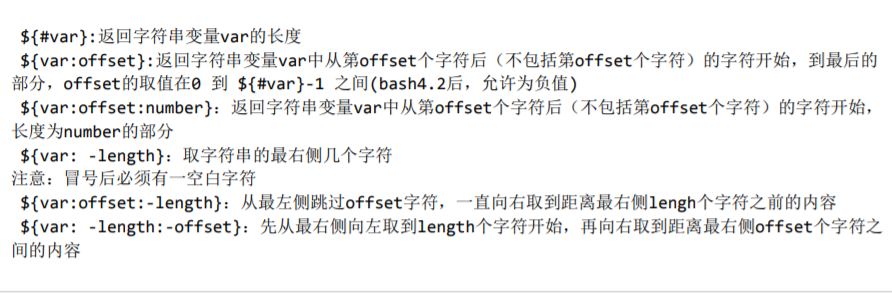 ${#var}:返回字符串变量var的长度
${var:offset}:返回字符串变量var中从第offset个字符后（不包括第offset个字符）的字符开始，到最后的
部分，offset的取值在0 到 ${#var}-1 之间(bash4.2后，允许为负值)
${var:offset:number}：返回字符串变量var中从第offset个字符后（不包括第offset个字符）的字符开始，
长度为number的部分
${var: -length}：取字符串的最右侧几个字符
注意：冒号后必须有一空白字符
${var:offset:-length}：从最左侧跳过offset字符，一直向右取到距离最右侧lengh个字符之前的内容
${var: -length:-offset}：先从最右侧向左取到length个字符开始，再向右取到距离最右侧offset个字符之
间的内容